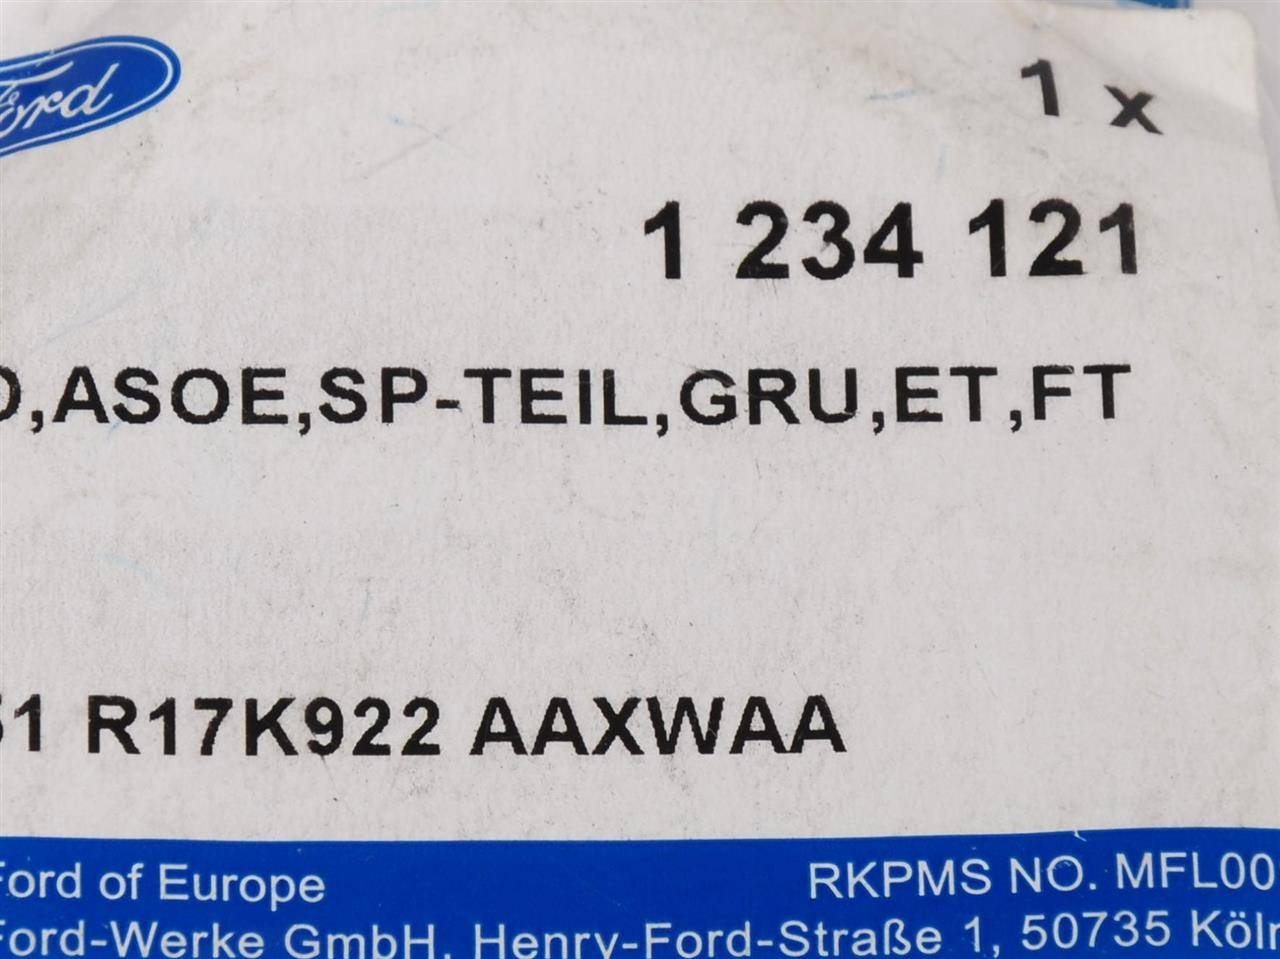 Ford
1 x
1 234 121
,ASOE,SP-TEIL,GRU,ET,FT
51 R17K922 AAXWAA
Ford of Europe
RKPMS NO. MFL00
Ford-Werke GmbH, Henry-Ford-Straße 1, 50735 Köln